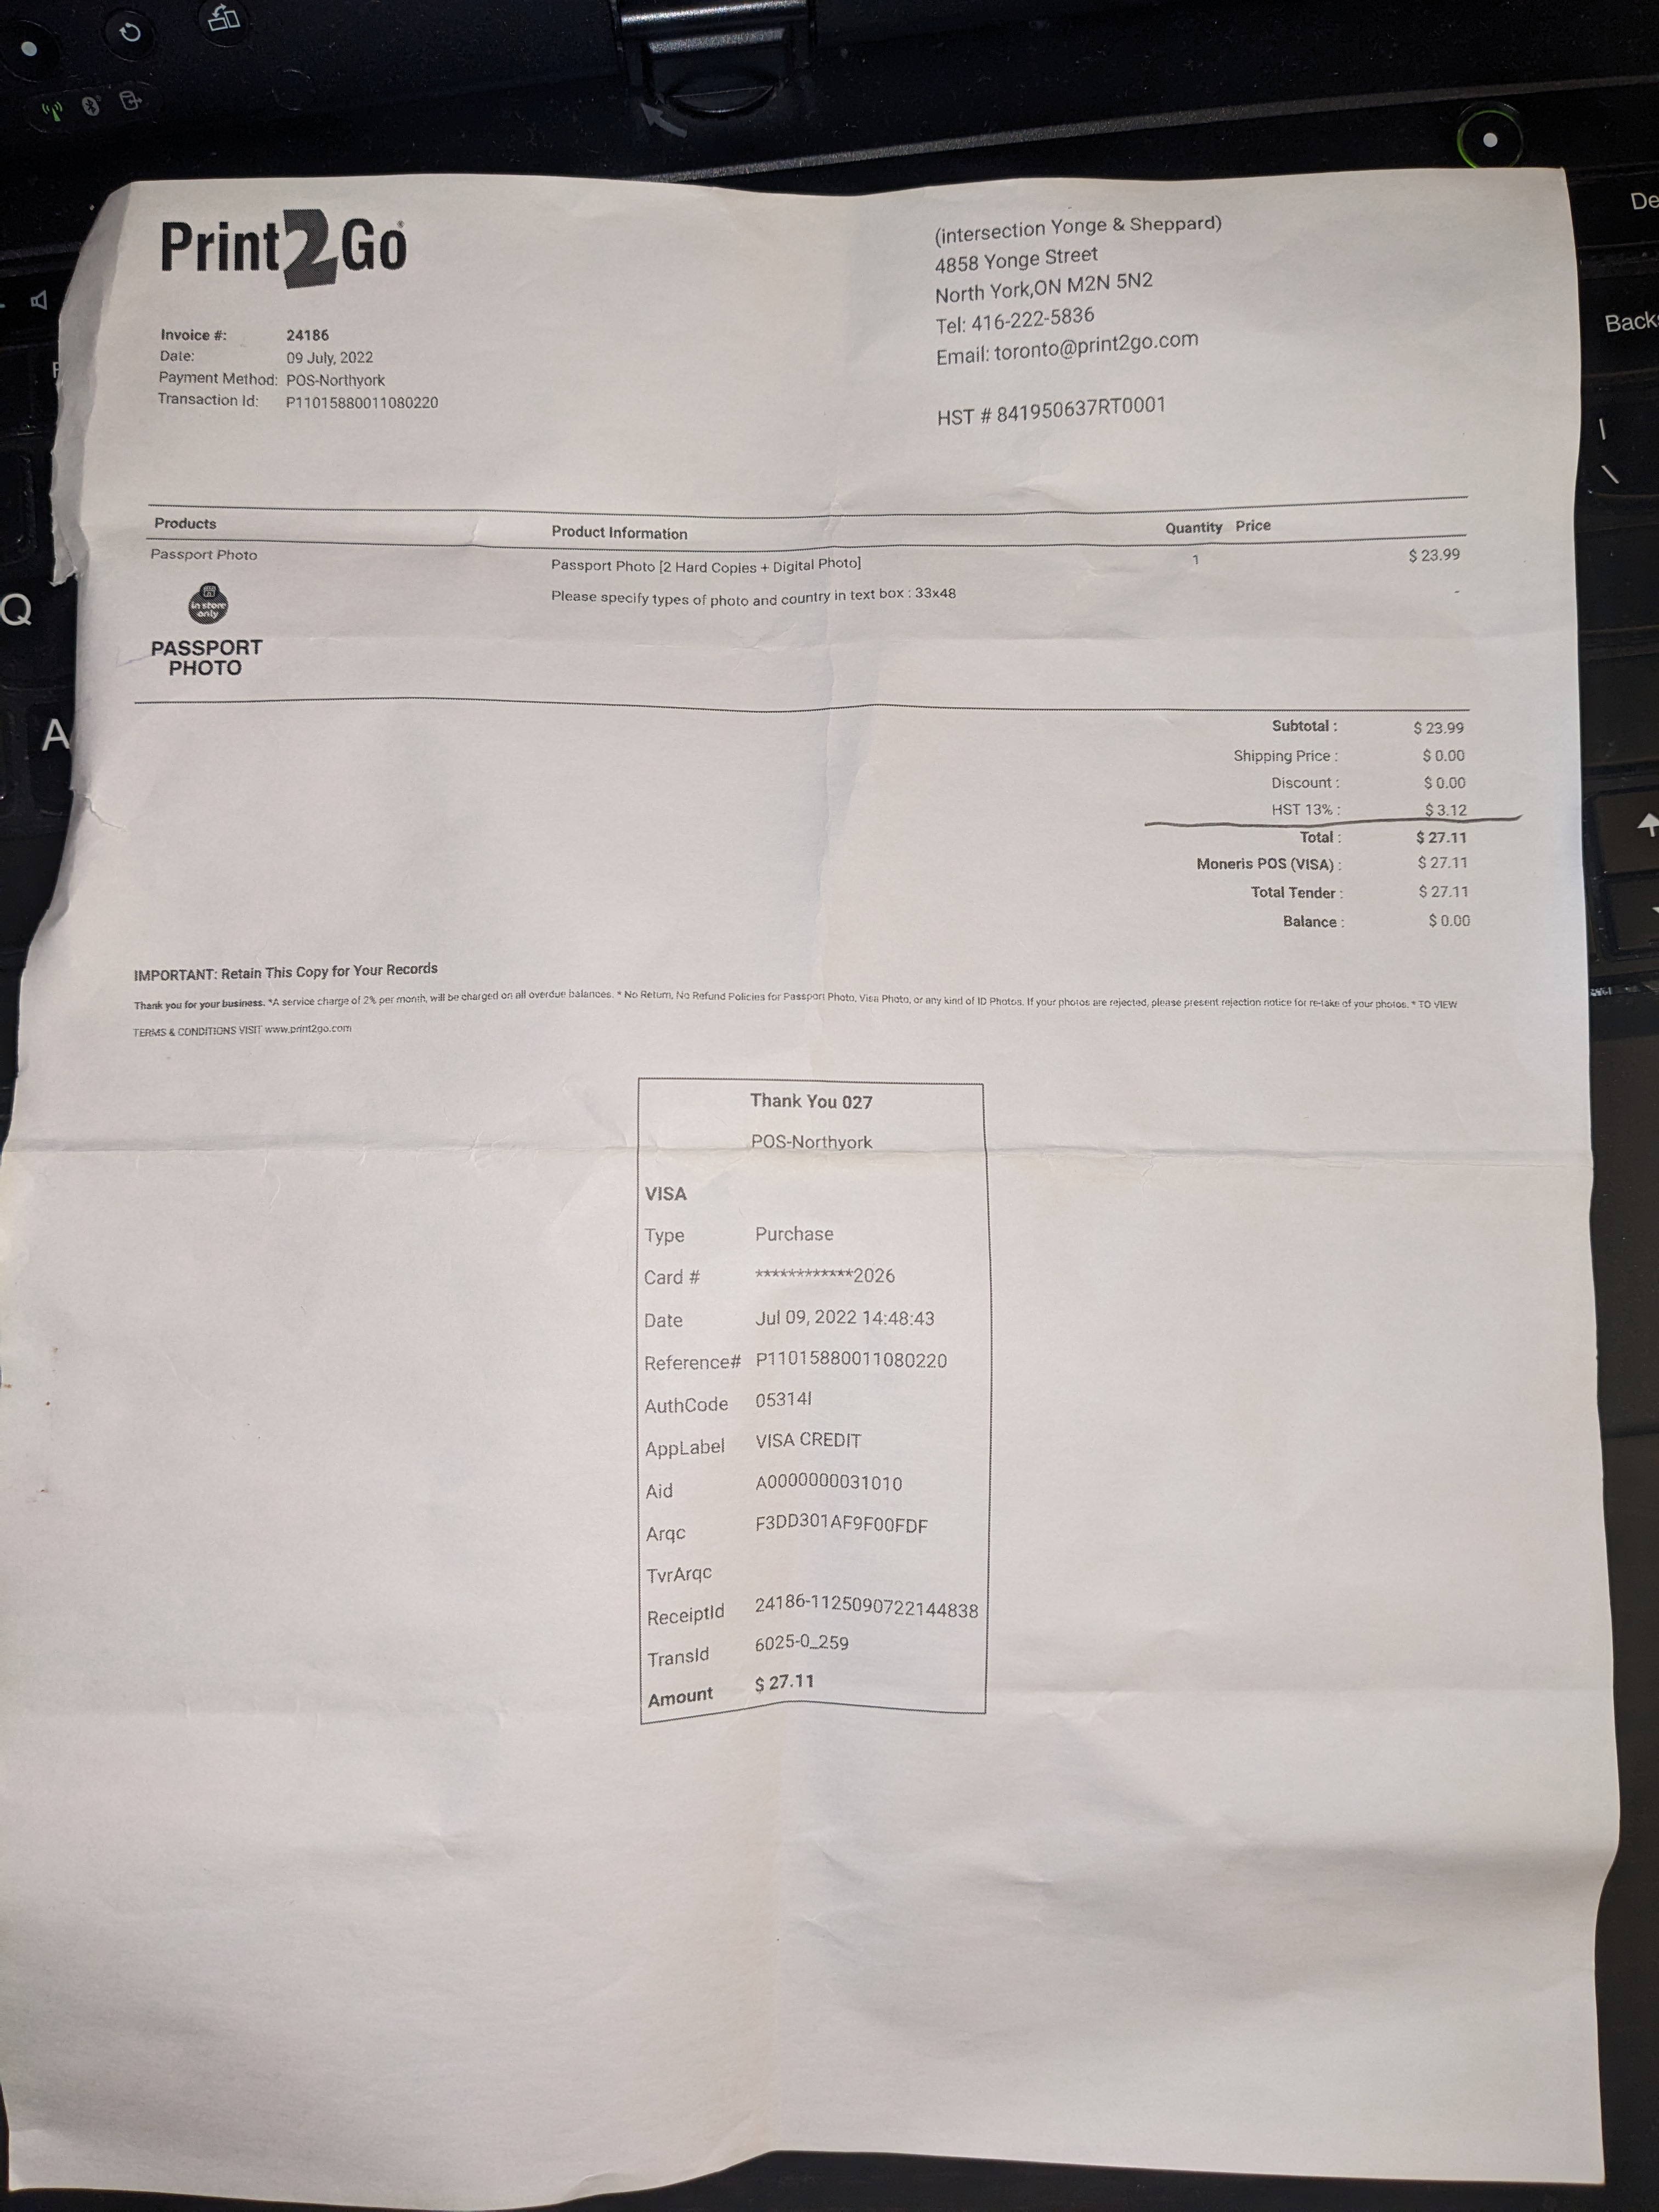 Print2Go®
(intersection Yonge & Sheppard)
4858 Yonge Street
North York,ON M2N 5N2
Tel: 416-222-5836
Email: toronto@print2go.com
HST # 841950637RT0001
Invoice #: 24186
Date: 09 July, 2022
Payment Method: POS-Northyork
Transaction Id: P11015880011080220
Products Product Information Quantity Price
Passport Photo Passport Photo [2 Hard Copies + Digital Photo] 1 $ 23.99
Please specify types of photo and country in text box : 33x48 -
in store
only
PASSPORT
PHOTO
Subtotal : $ 23.99
Shipping Price : $ 0.00
Discount : $ 0.00
HST 13% : $ 3.12
Total : $ 27.11
Moneris POS (VISA) : $ 27.11
Total Tender : $ 27.11
Balance : $ 0.00
IMPORTANT: Retain This Copy for Your Records
Thank you for your business. *A service charge of 2% per month, will be charged on all overdue balances. * No Return, No Refund Policies for Passport Photo, Visa Photo, or any kind of ID Photos. If your photos are rejected, please present rejection notice for re-take of your photos. * TO VIEW
TERMS & CONDITIONS VISIT www.print2go.com
Thank You 027
POS-Northyork
VISA
Type Purchase
Card # ************2026
Date Jul 09, 2022 14:48:43
Reference# P11015880011080220
AuthCode 05314I
AppLabel VISA CREDIT
Aid A0000000031010
Arqc F3DD301AF9F00FDF
TvrArqc
ReceiptId 24186-1125090722144838
TransId 6025-0_259
Amount $ 27.11
De
Back
|
\
Q
A